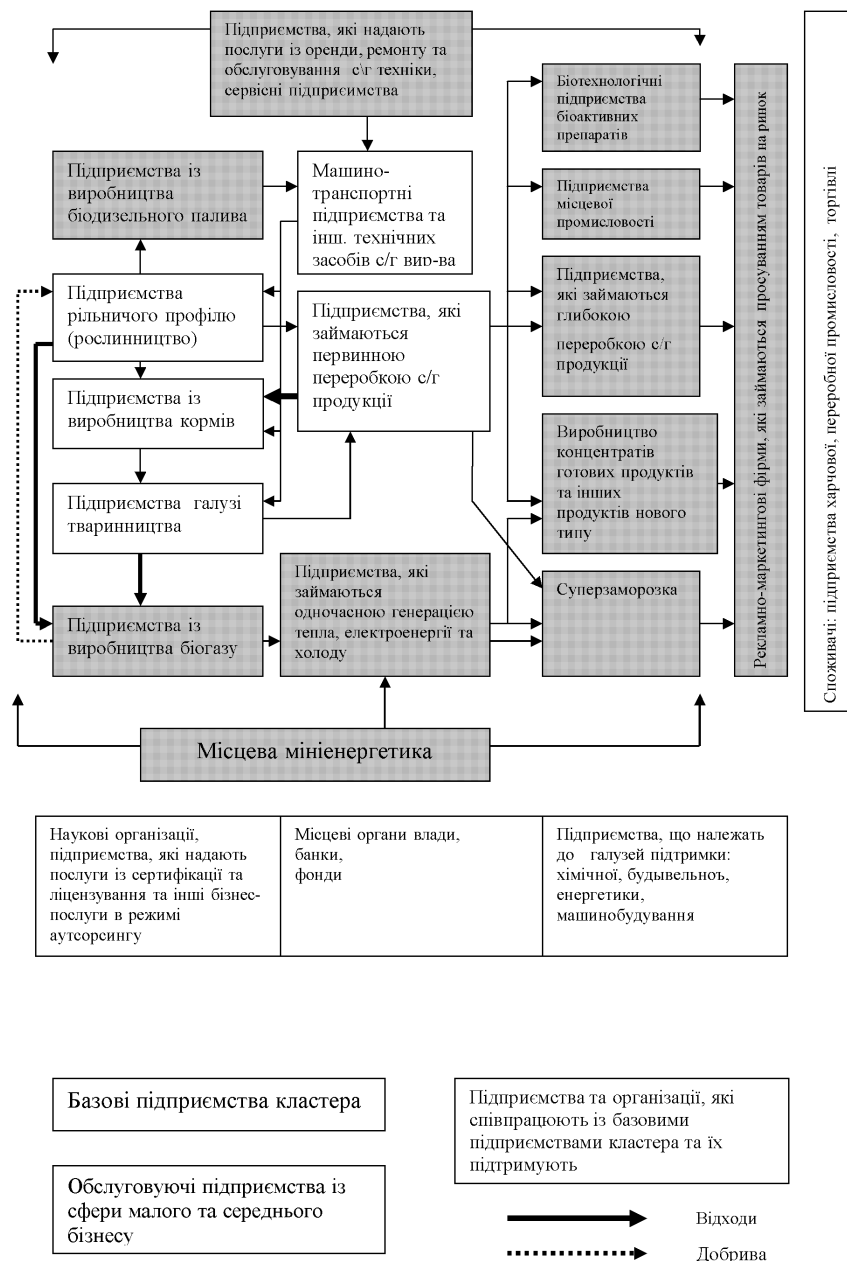 Підприємства, які надають
послуги із оренди, ремонту та
обслуговування с\г техніки,
сервісні підприимства
Біотехнологічні
підприємства
біоактивних
препаратів
Підприємства із
виробництва
біодизельного палива
Машино-
транспортні
підприємства та
інш. технічних
засобів с/г вир-ва
Підприємства
місцевої
промисловості
Підприємства
рільничого профілю
(рослинництво)
Підприємства, які
займаються
первинною
переробкою с/г
продукції
Підприємства,
які займаються
глибокою
переробкою с/г
продукції
Підприємства із
виробництва кормів
Виробництво
концентратів
готових продуктів
та інших
продуктів нового
типу
Підприємства галузі
тваринництва
Підприємства, які
займаються
одночасною генерацією
тепла, електроенергії та
холоду
Суперзаморозка
Підприємства із
виробництва біогазу
Рекламно-маркетингові фірми, які займаються просуванням товарів на ринок
Споживачі: підприємства харчової, переробної промисловості, торгівлі
Місцева мініенергетика
Наукові організації,
підприємства, які надають
послуги із сертифікації та
ліцензування та інші бізнес-
послуги в режимі
аутсорсингу
Місцеві органи влади,
банки,
фонди
Підприємства, що належать
до галузей підтримки:
хімічної, будывельноъ,
енергетики,
машинобудування
Базові підприємства кластера
Підприємства та організації, які
співпрацюють із базовими
підприємствами кластера та їх
підтримують
Обслуговуючі підприємства із
сфери малого та середнього
бізнесу
Відходи
Добрива